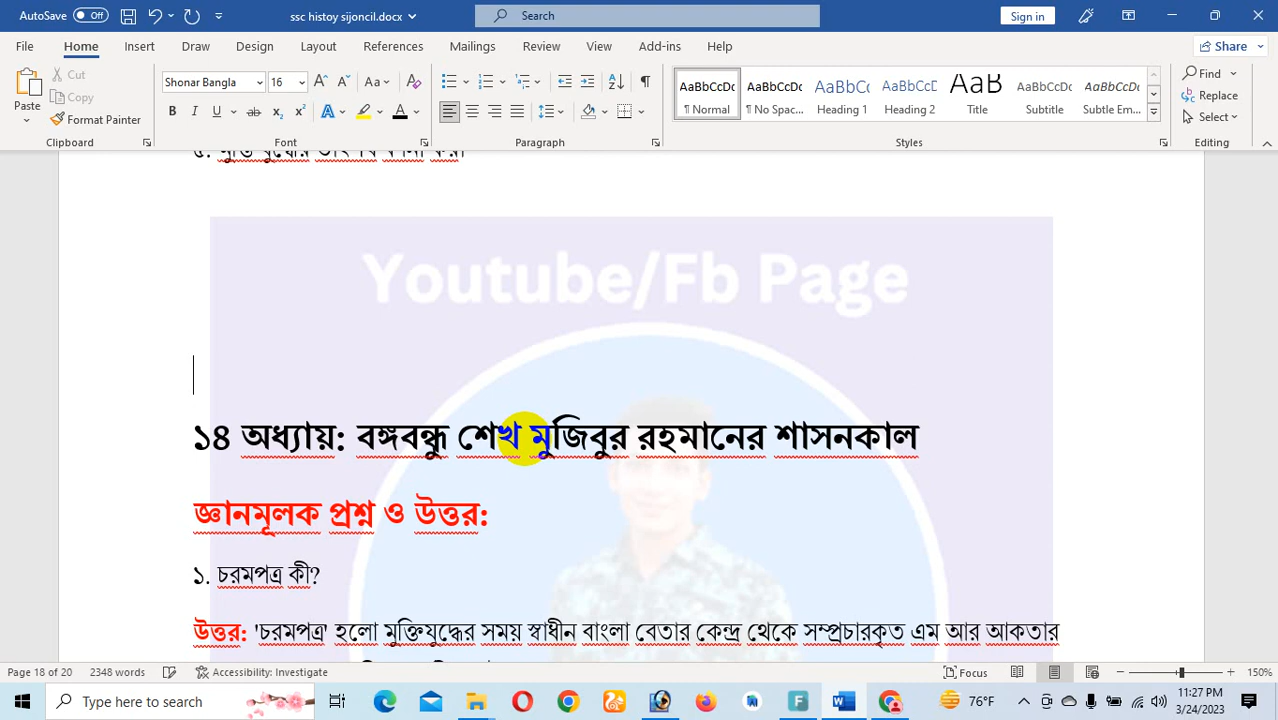 AutoSave Off ssc histoy sijoncil.docx Search Sign in
File Home Insert Draw Design Layout References Mailings Review View Add-ins Help Share
Paste Cut Copy Format Painter
Shonar Bangla 16
AaBbCcDc AaBbCcDc AaBbCc AaBbCcD AaB AaBbCcD AaBbCcD
¶ Normal ¶ No Spac... Heading 1 Heading 2 Title Subtitle Subtle Em...
Find Replace Select
Clipboard Font Paragraph Styles Editing
Youtube/Fb Page
১৪ অধ্যায়: বঙ্গবন্ধু শেখ মুজিবুর রহমানের শাসনকাল
জ্ঞানমূলক প্রশ্ন ও উত্তর:
১. চরমপত্র কী?
উত্তর: 'চরমপত্র' হলো মুক্তিযুদ্ধের সময় স্বাধীন বাংলা বেতার কেন্দ্র থেকে সম্প্রচারকৃত এম আর আকতার
Page 18 of 20 2348 words Accessibility: Investigate Focus 150%
Type here to search 76°F 11:27 PM
3/24/2023